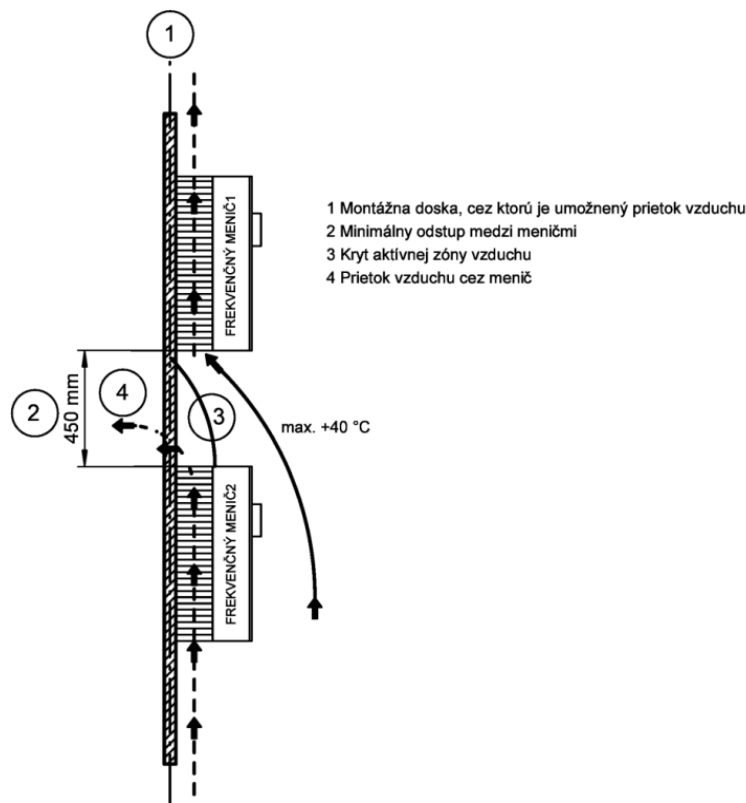 1
FREKVENČNÝ MENIČ1
1 Montážna doska, cez ktorú je umožnený prietok vzduchu
2 Minimálny odstup medzi meničmi
3 Kryt aktívnej zóny vzduchu
4 Prietok vzduchu cez menič
2
450 mm
4
3
max. +40 °C
FREKVENČNÝ MENIČ2